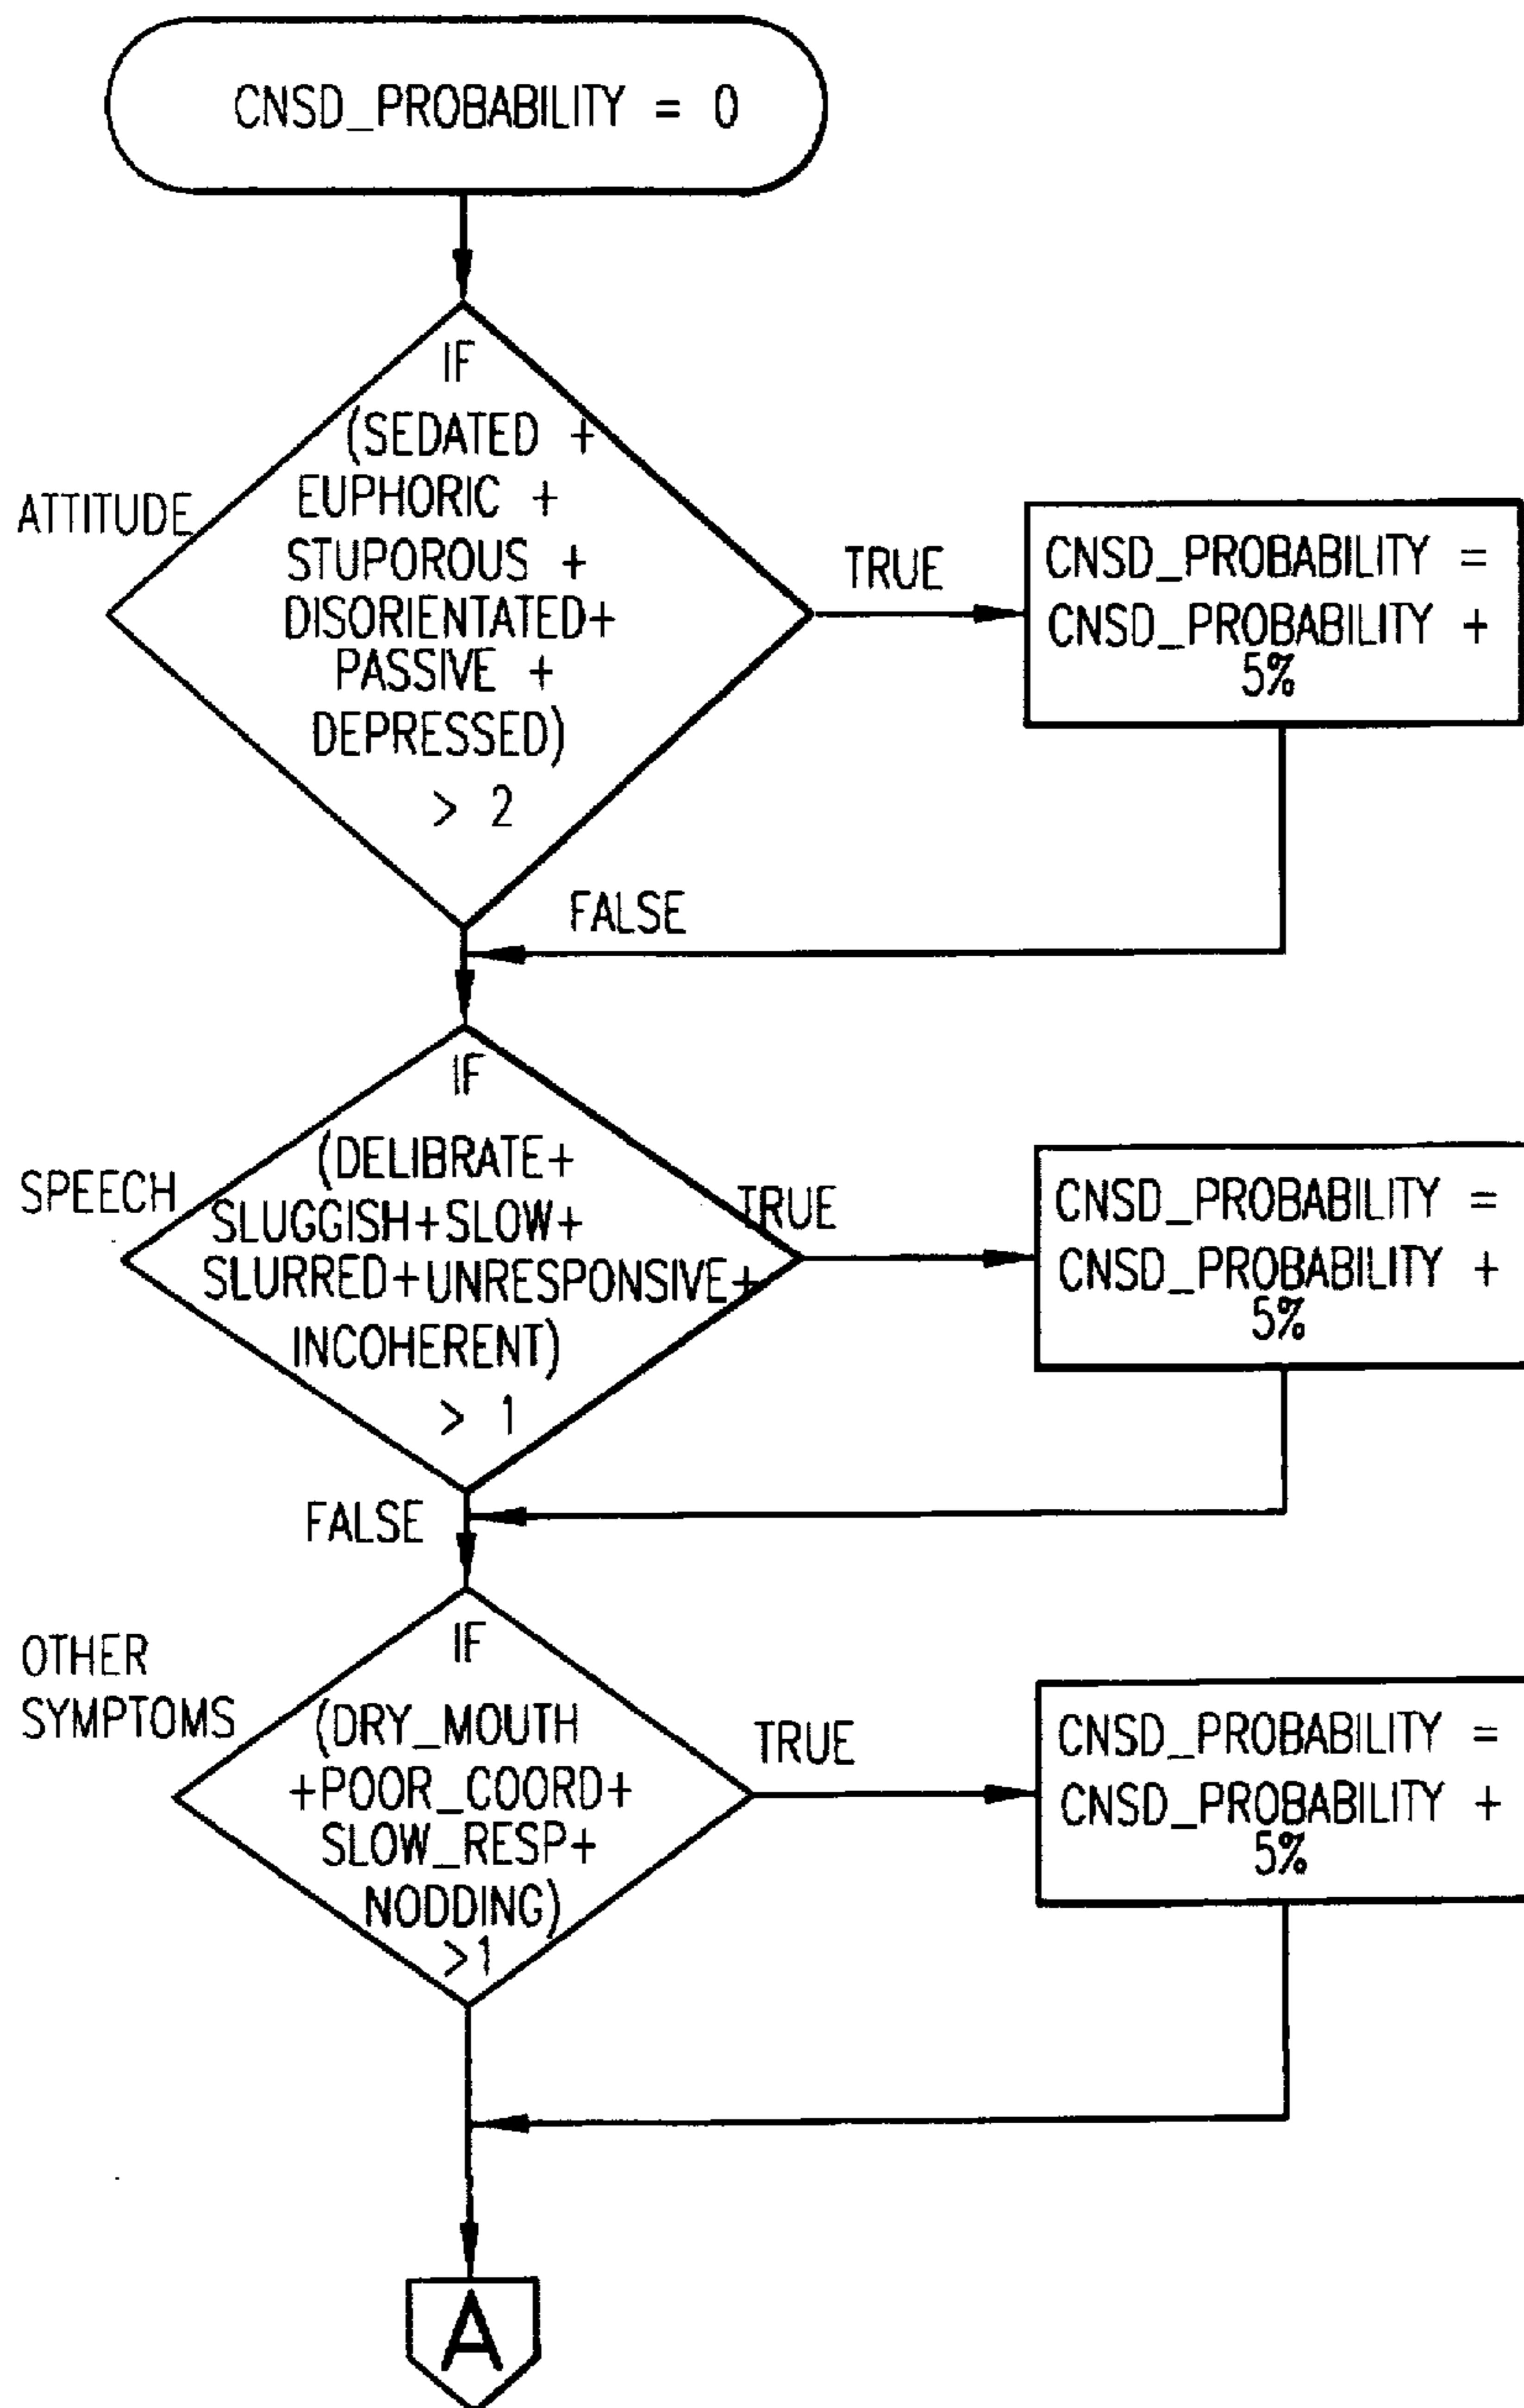 CNSD_PROBABILITY = 0
IF
(SEDATED +
EUPHORIC +
STUPOROUS +
DISORIENTATED+
PASSIVE +
DEPRESSED)
> 2
ATTITUDE
TRUE
CNSD_PROBABILITY =
CNSD_PROBABILITY +
5%
FALSE
IF
(DELIBRATE+
SLUGGISH+SLOW+
SLURRED+UNRESPONSIVE+
INCOHERENT)
> 1
SPEECH
TRUE
CNSD_PROBABILITY =
CNSD_PROBABILITY +
5%
FALSE
OTHER
SYMPTOMS
IF
(DRY_MOUTH
+POOR_COORD+
SLOW_RESP+
NODDING)
>1
TRUE
CNSD_PROBABILITY =
CNSD_PROBABILITY +
5%
A